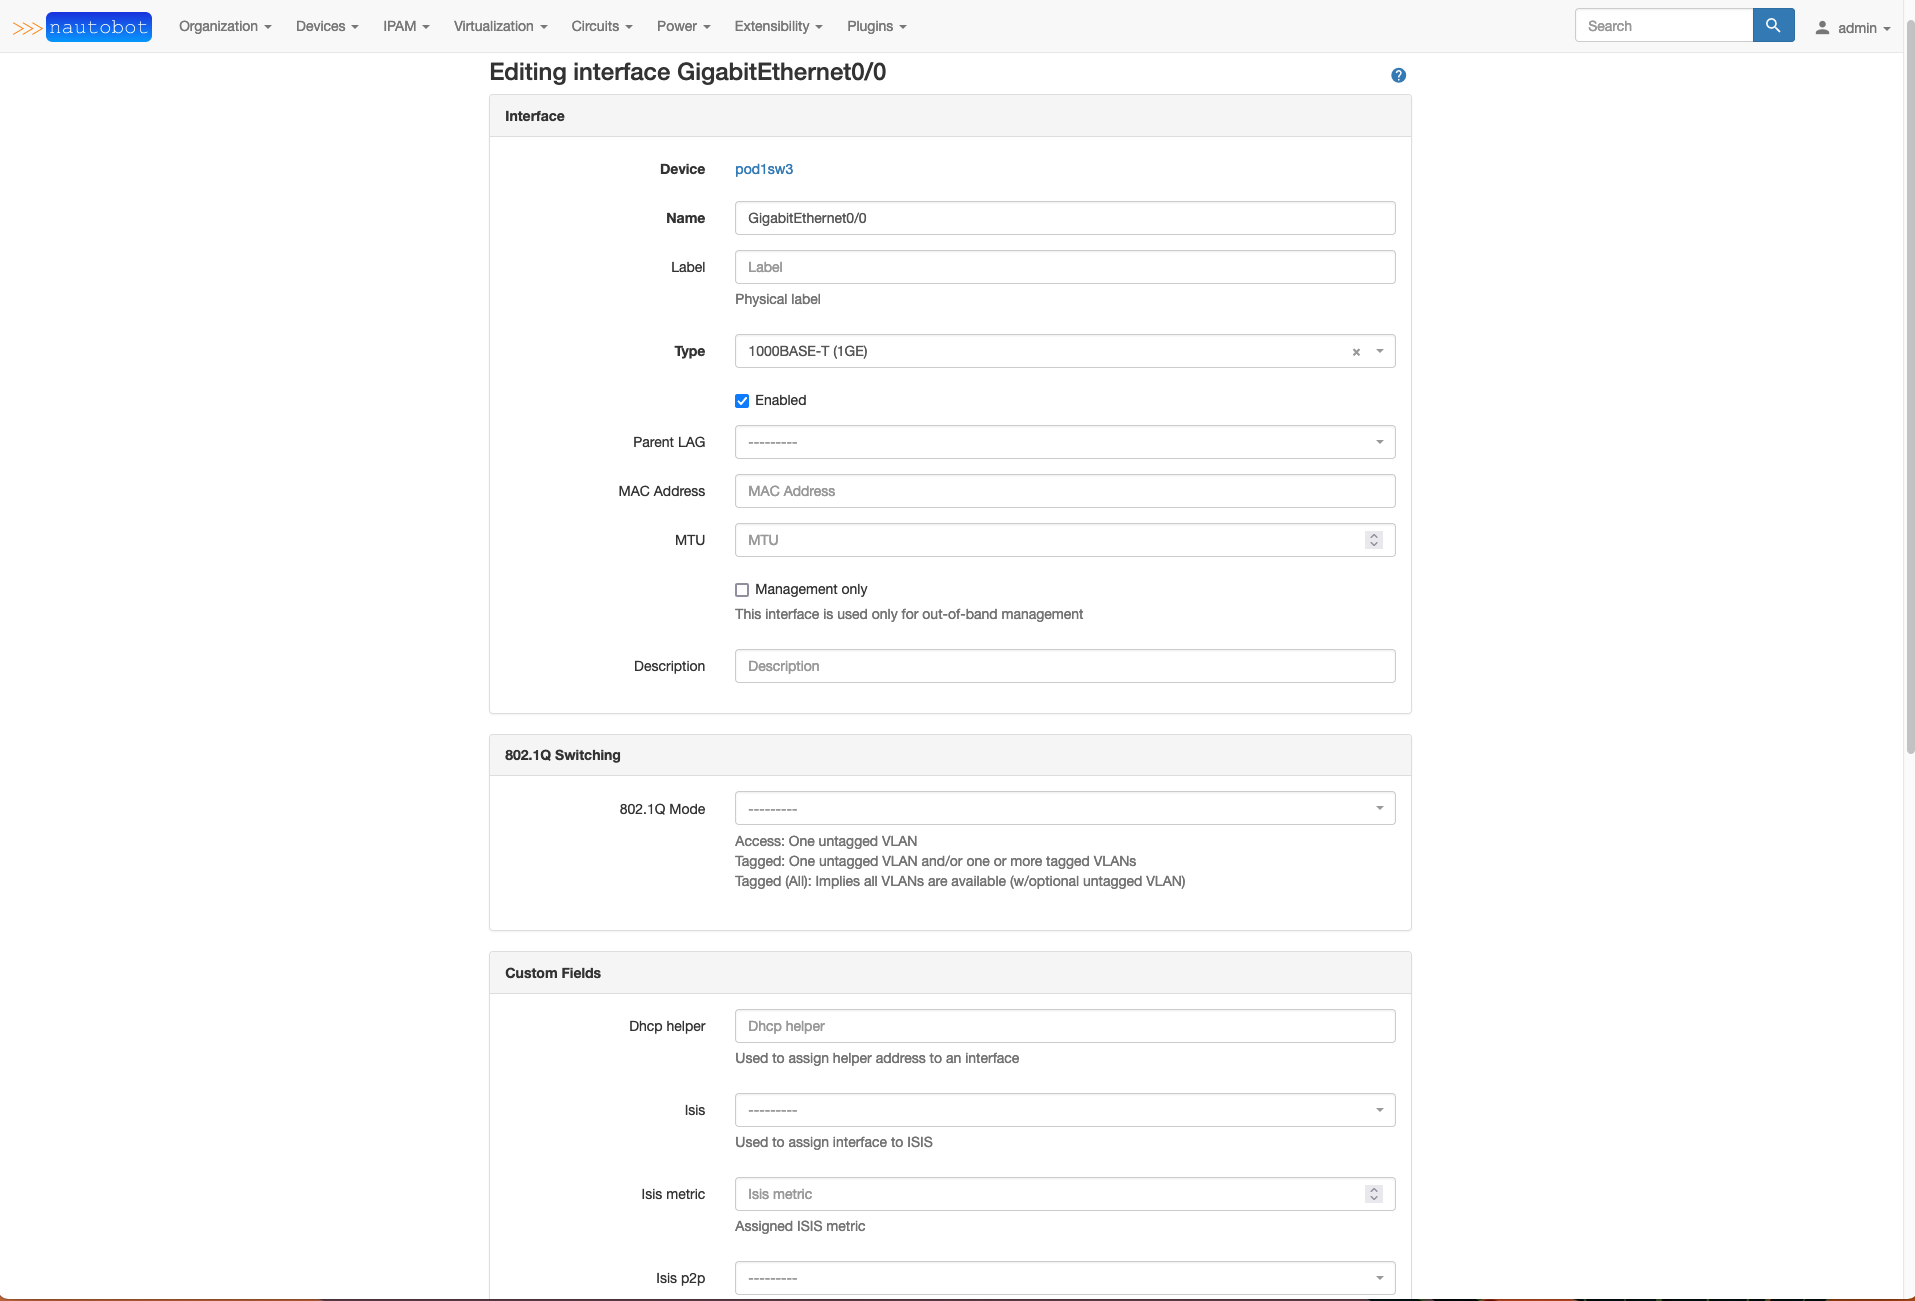 >>> nautobot Organization Devices IPAM Virtualization Circuits Power Extensibility Plugins Search admin
Editing interface GigabitEthernet0/0 ?
Interface
Device pod1sw3
Name GigabitEthernet0/0
Label Label
Physical label
Type 1000BASE-T (1GE) ×
Enabled
Parent LAG ---------
MAC Address MAC Address
MTU MTU
Management only
This interface is used only for out-of-band management
Description Description
802.1Q Switching
802.1Q Mode ---------
Access: One untagged VLAN
Tagged: One untagged VLAN and/or one or more tagged VLANs
Tagged (All): Implies all VLANs are available (w/optional untagged VLAN)
Custom Fields
Dhcp helper Dhcp helper
Used to assign helper address to an interface
Isis ---------
Used to assign interface to ISIS
Isis metric Isis metric
Assigned ISIS metric
Isis p2p ---------